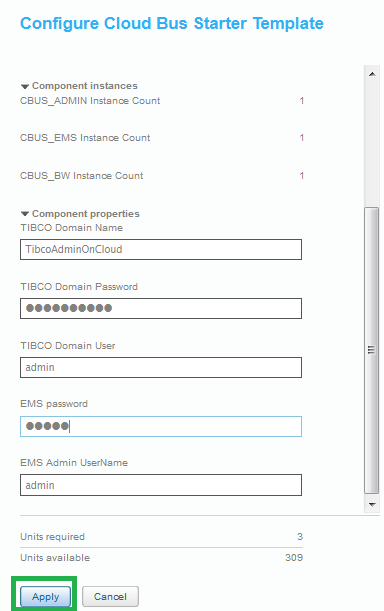 Configure Cloud Bus Starter Template
Component instances
CBUS_ADMIN Instance Count 1
CBUS_EMS Instance Count 1
CBUS_BW Instance Count 1
Component properties
TIBCO Domain Name
TibcoAdminOnCloud
TIBCO Domain Password
●●●●●●●●●●
TIBCO Domain User
admin
EMS password
●●●●●
EMS Admin UserName
admin
Units required 3
Units available 309
Apply Cancel